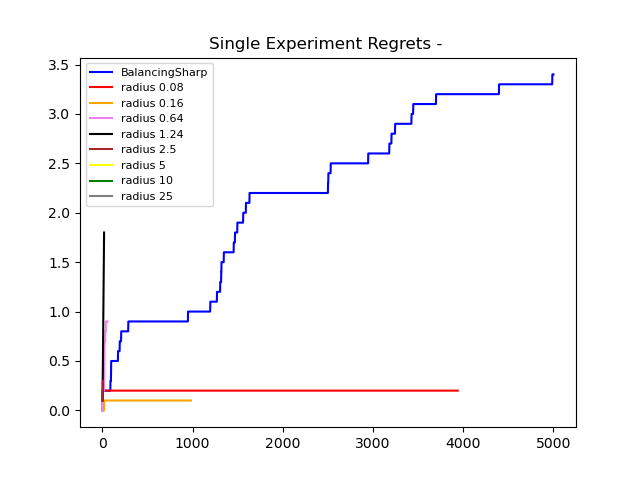 Single Experiment Regrets -
3.5
3.0
2.5
2.0
1.5
1.0
0.5
0.0
BalancingSharp
radius 0.08
radius 0.16
radius 0.64
radius 1.24
radius 2.5
radius 5
radius 10
radius 25
0 1000 2000 3000 4000 5000